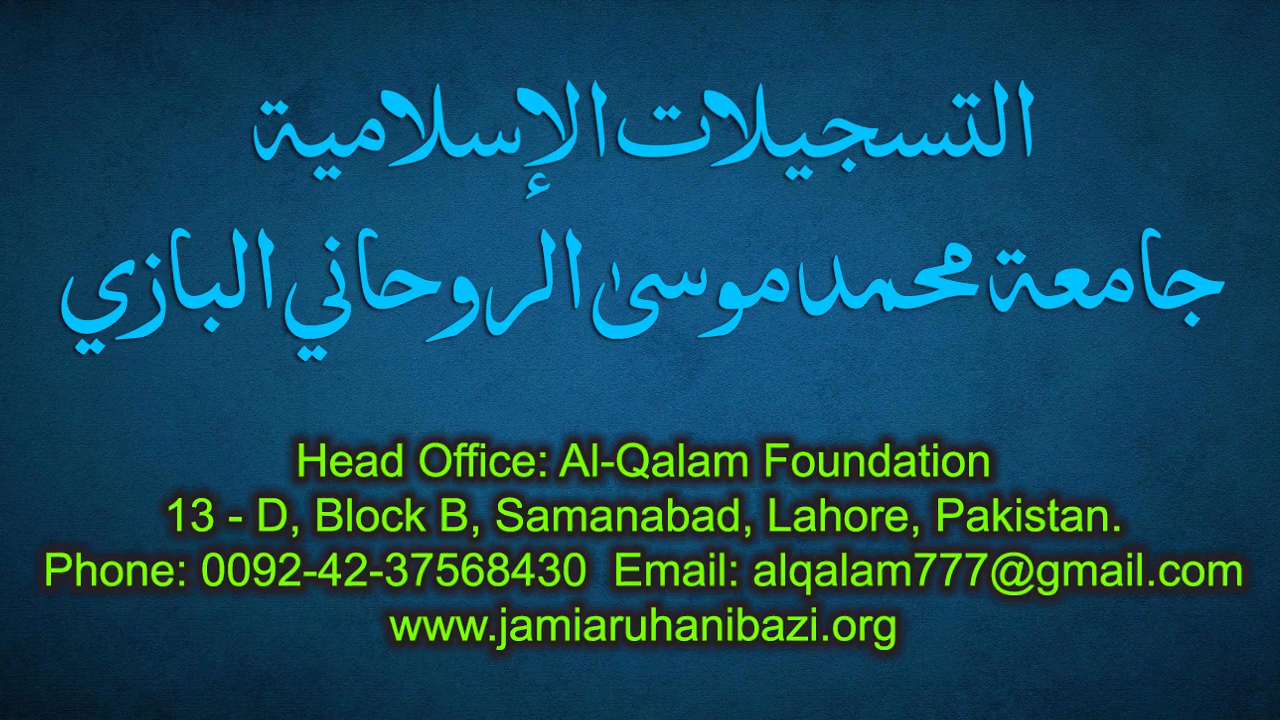 التسجيلات الإسلامية
جامعة محمد موسىٰ الروحاني البازي
Head Office: Al-Qalam Foundation
13 - D, Block B, Samanabad, Lahore, Pakistan.
Phone: 0092-42-37568430  Email: alqalam777@gmail.com
www.jamiaruhanibazi.org